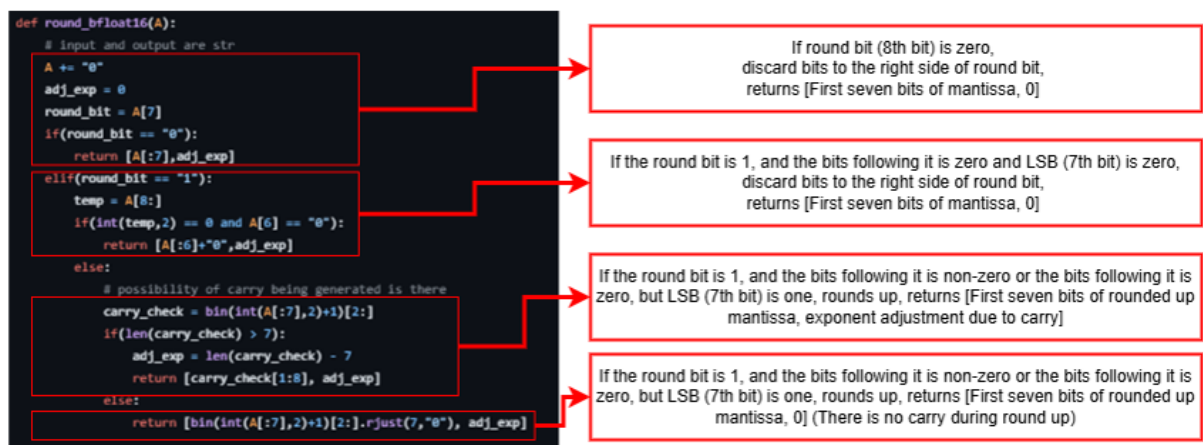 def round_bfloat16(A):
# input and output are str
A += "0"
adj_exp = 0
round_bit = A[7]
if(round_bit == "0"):
return [A[:7],adj_exp]
elif(round_bit == "1"):
temp = A[8:]
if(int(temp,2) == 0 and A[6] == "0"):
return [A[:6]+"0",adj_exp]
else:
# possibility of carry being generated is there
carry_check = bin(int(A[:7],2)+1)[2:]
if(len(carry_check) > 7):
adj_exp = len(carry_check) - 7
return [carry_check[1:8], adj_exp]
else:
return [bin(int(A[:7],2)+1)[2:].rjust(7,"0"), adj_exp]
If round bit (8th bit) is zero,
discard bits to the right side of round bit,
returns [First seven bits of mantissa, 0]
If the round bit is 1, and the bits following it is zero and LSB (7th bit) is zero,
discard bits to the right side of round bit,
returns [First seven bits of mantissa, 0]
If the round bit is 1, and the bits following it is non-zero or the bits following it is
zero, but LSB (7th bit) is one, rounds up, returns [First seven bits of rounded up
mantissa, exponent adjustment due to carry]
If the round bit is 1, and the bits following it is non-zero or the bits following it is
zero, but LSB (7th bit) is one, rounds up, returns [First seven bits of rounded up
mantissa, 0] (There is no carry during round up)